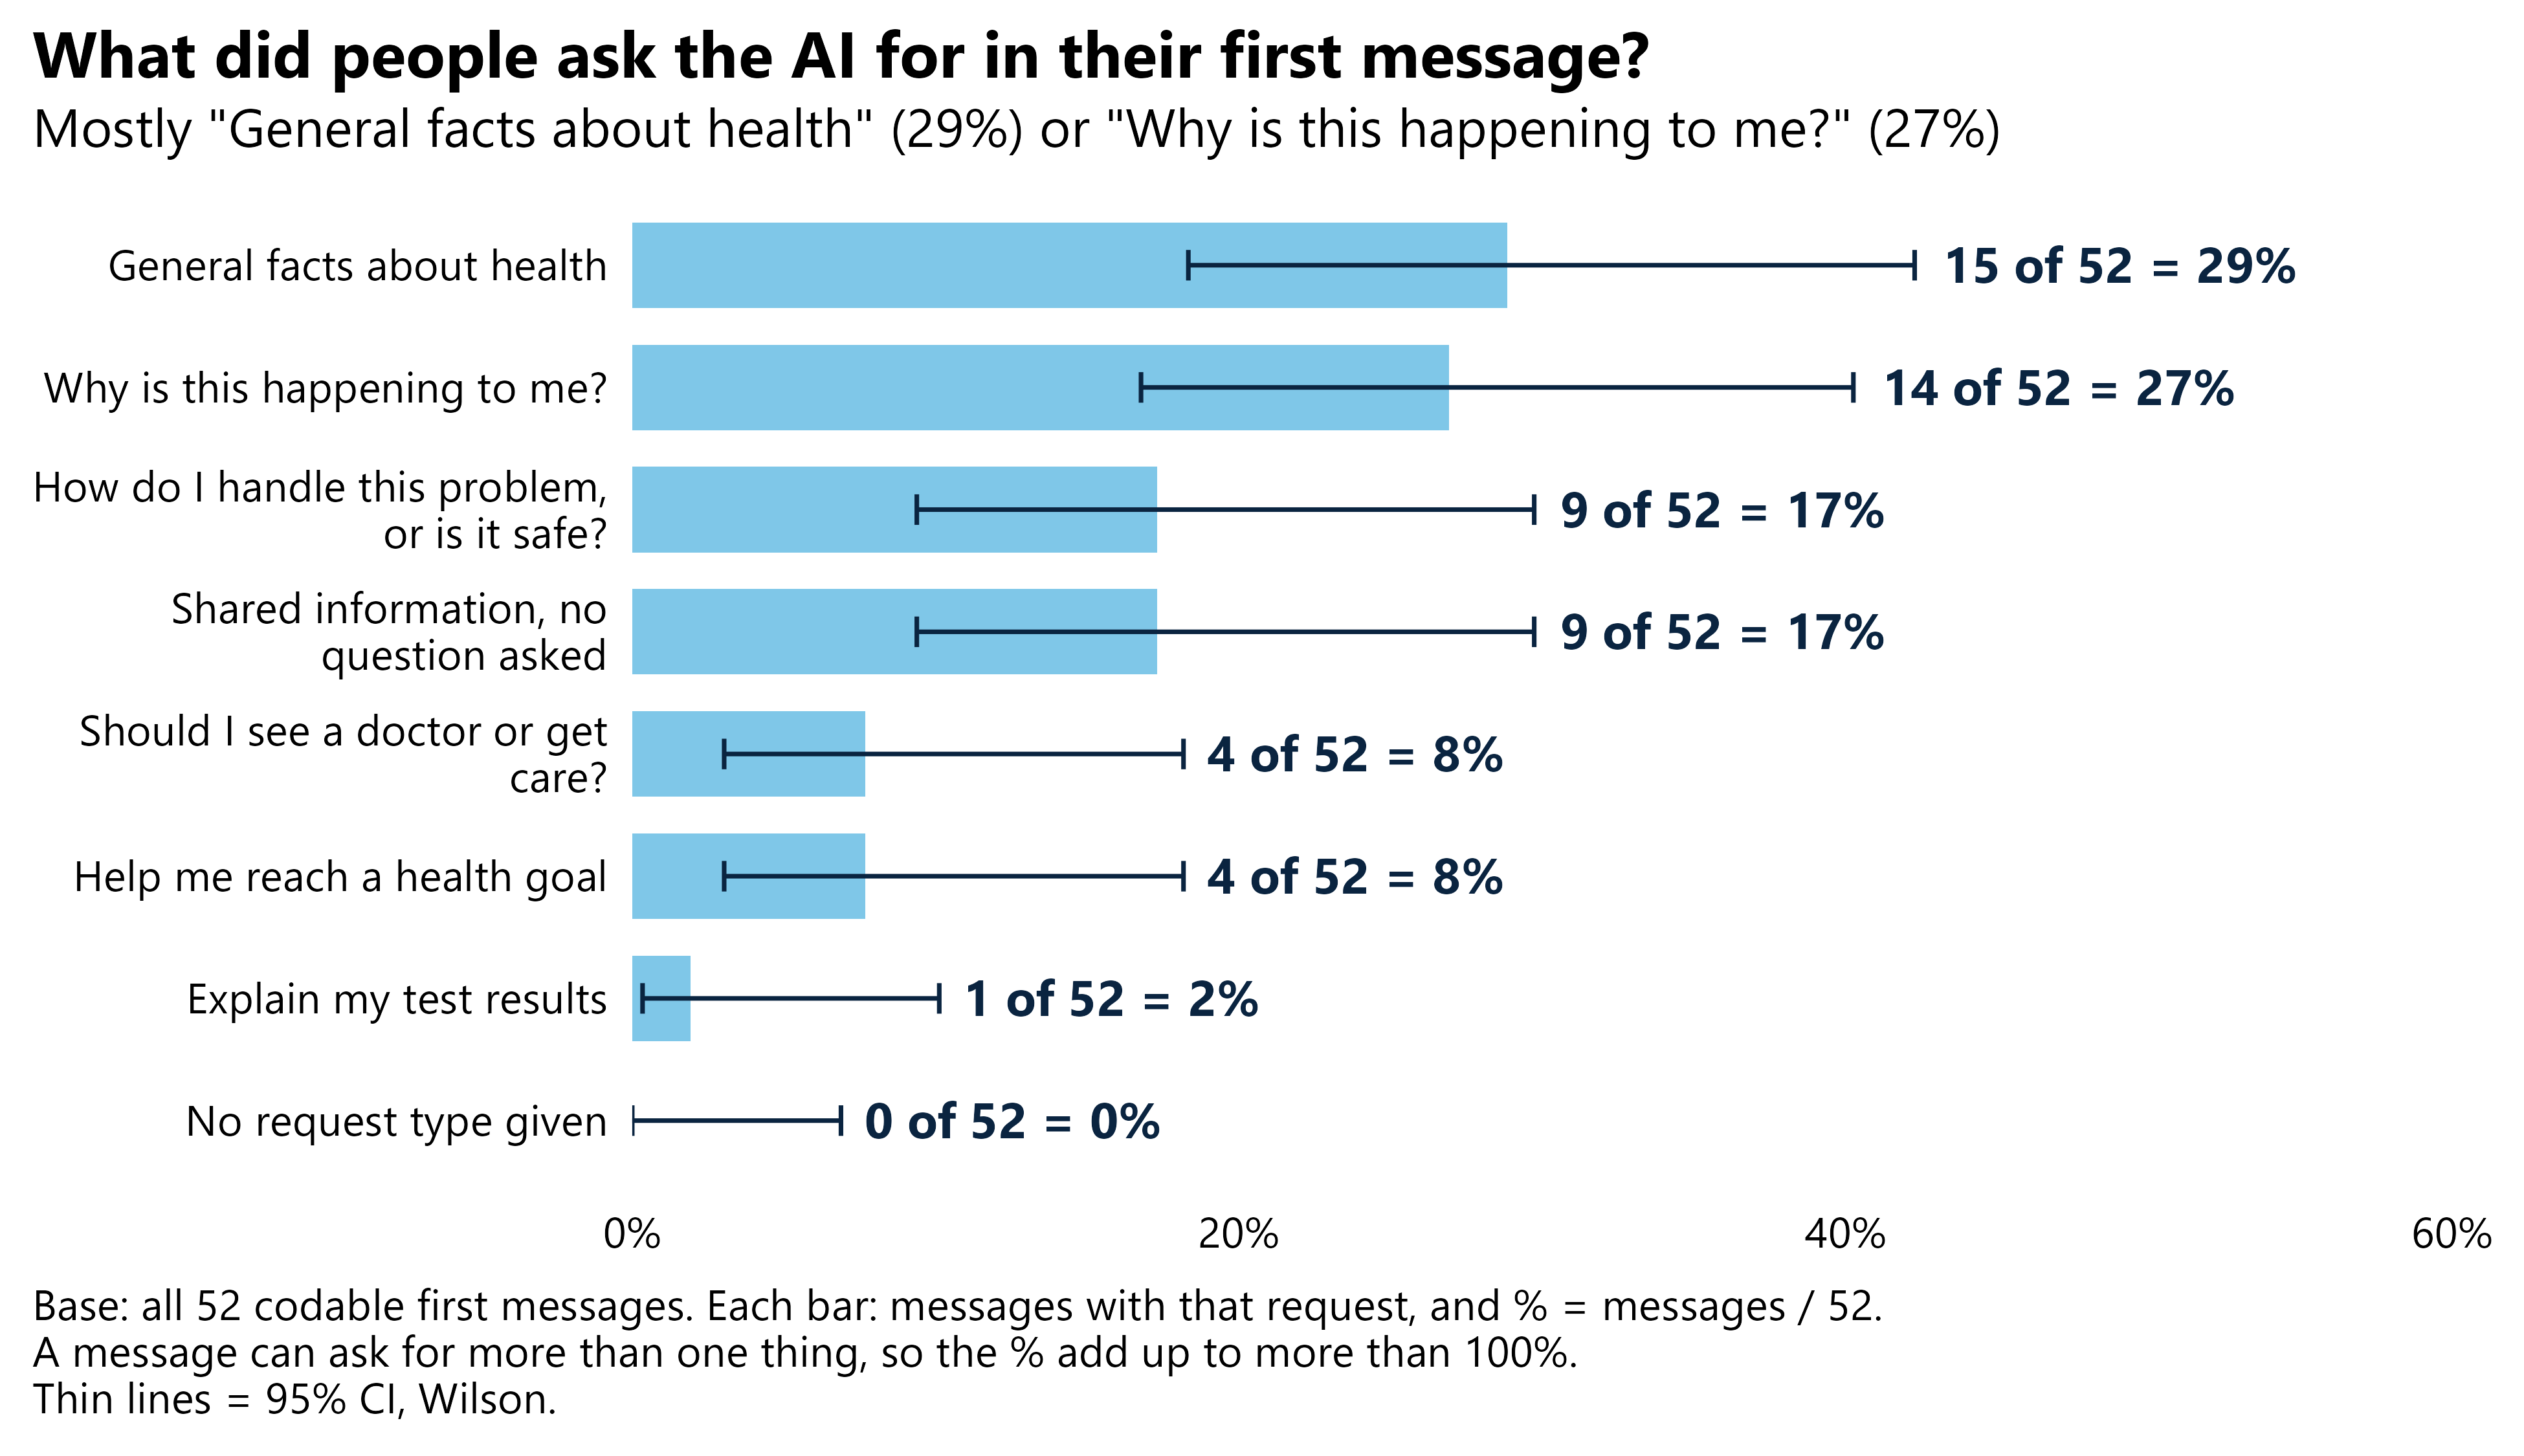 What did people ask the AI for in their first message?
Mostly "General facts about health" (29%) or "Why is this happening to me?" (27%)
General facts about health
15 of 52 = 29%
Why is this happening to me?
14 of 52 = 27%
How do I handle this problem,
or is it safe?
9 of 52 = 17%
Shared information, no
question asked
9 of 52 = 17%
Should I see a doctor or get
care?
4 of 52 = 8%
Help me reach a health goal
4 of 52 = 8%
Explain my test results
1 of 52 = 2%
No request type given
0 of 52 = 0%
0% 20% 40% 60%
Base: all 52 codable first messages. Each bar: messages with that request, and % = messages / 52.
A message can ask for more than one thing, so the % add up to more than 100%.
Thin lines = 95% CI, Wilson.